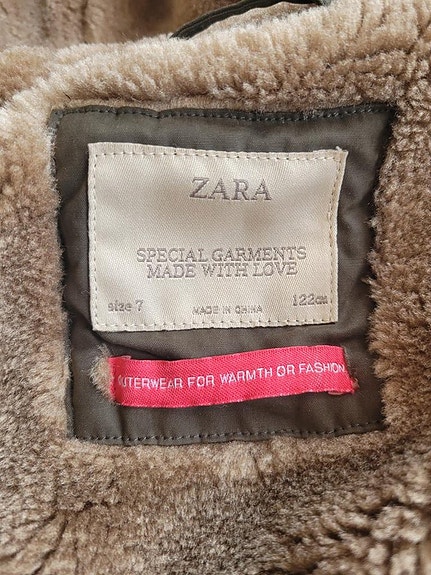 ZARA
SPECIAL GARMENTS
MADE WITH LOVE
size 7 MADE IN CHINA 122cm
OUTERWEAR FOR WARMTH OR FASHION